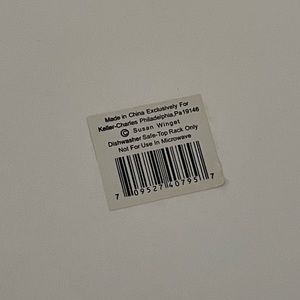 Made in China Exclusively For
Keller-Charles Philadelphia,Pa19146
© Susan Winget
Dishwasher Safe-Top Rack Only
Not For Use In Microwave
7 09527 40795 7